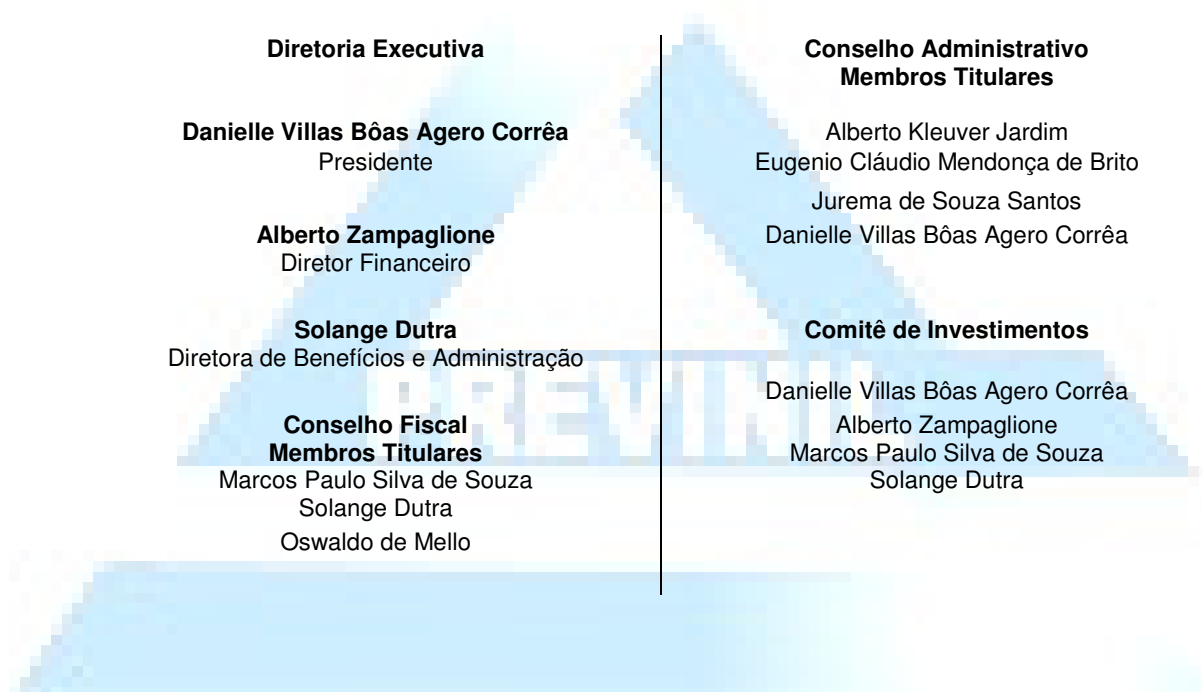 Diretoria Executiva
Danielle Villas Bôas Agero Corrêa
Presidente
Alberto Zampaglione
Diretor Financeiro
Solange Dutra
Diretora de Benefícios e Administração
Conselho Fiscal
Membros Titulares
Marcos Paulo Silva de Souza
Solange Dutra
Oswaldo de Mello
Conselho Administrativo
Membros Titulares
Alberto Kleuver Jardim
Eugenio Cláudio Mendonça de Brito
Jurema de Souza Santos
Danielle Villas Bôas Agero Corrêa
Comitê de Investimentos
Danielle Villas Bôas Agero Corrêa
Alberto Zampaglione
Marcos Paulo Silva de Souza
Solange Dutra
PREVINI